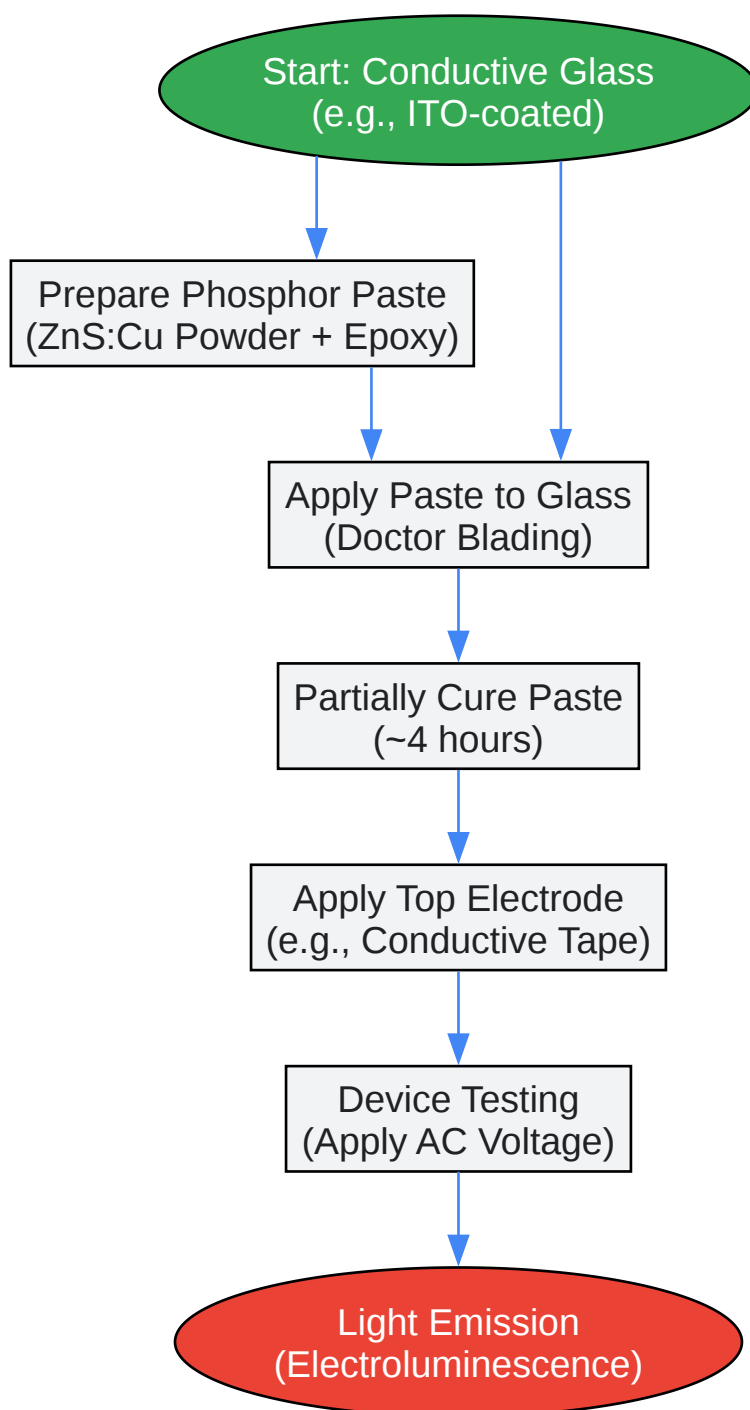 Start: Conductive Glass
(e.g., ITO-coated)
Prepare Phosphor Paste
(ZnS:Cu Powder + Epoxy)
Apply Paste to Glass
(Doctor Blading)
Partially Cure Paste
(~4 hours)
Apply Top Electrode
(e.g., Conductive Tape)
Device Testing
(Apply AC Voltage)
Light Emission
(Electroluminescence)